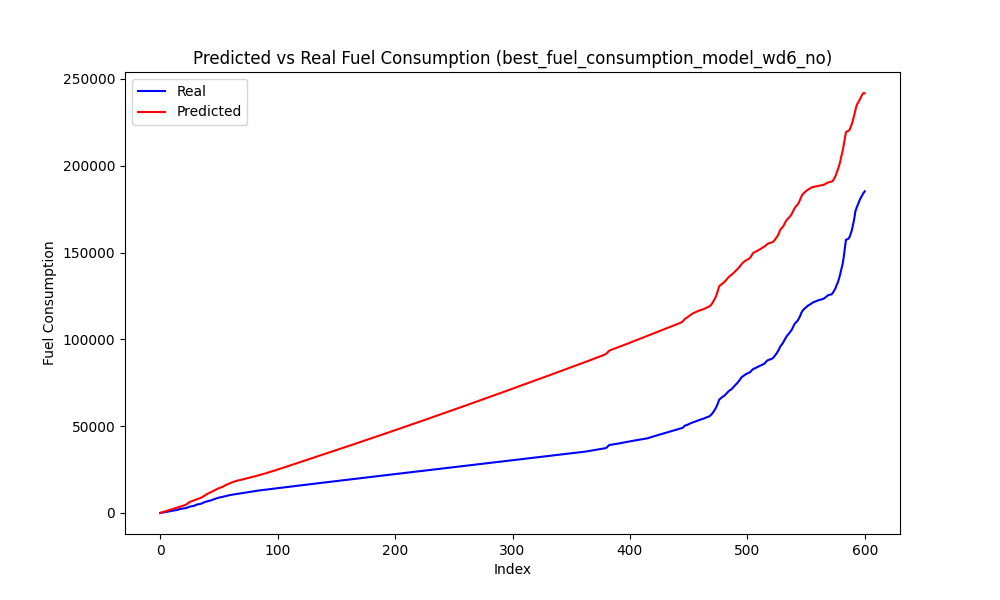 Predicted vs Real Fuel Consumption (best_fuel_consumption_model_wd6_no)
Real
Predicted
250000
200000
150000
100000
50000
0
Fuel Consumption
0 100 200 300 400 500 600
Index